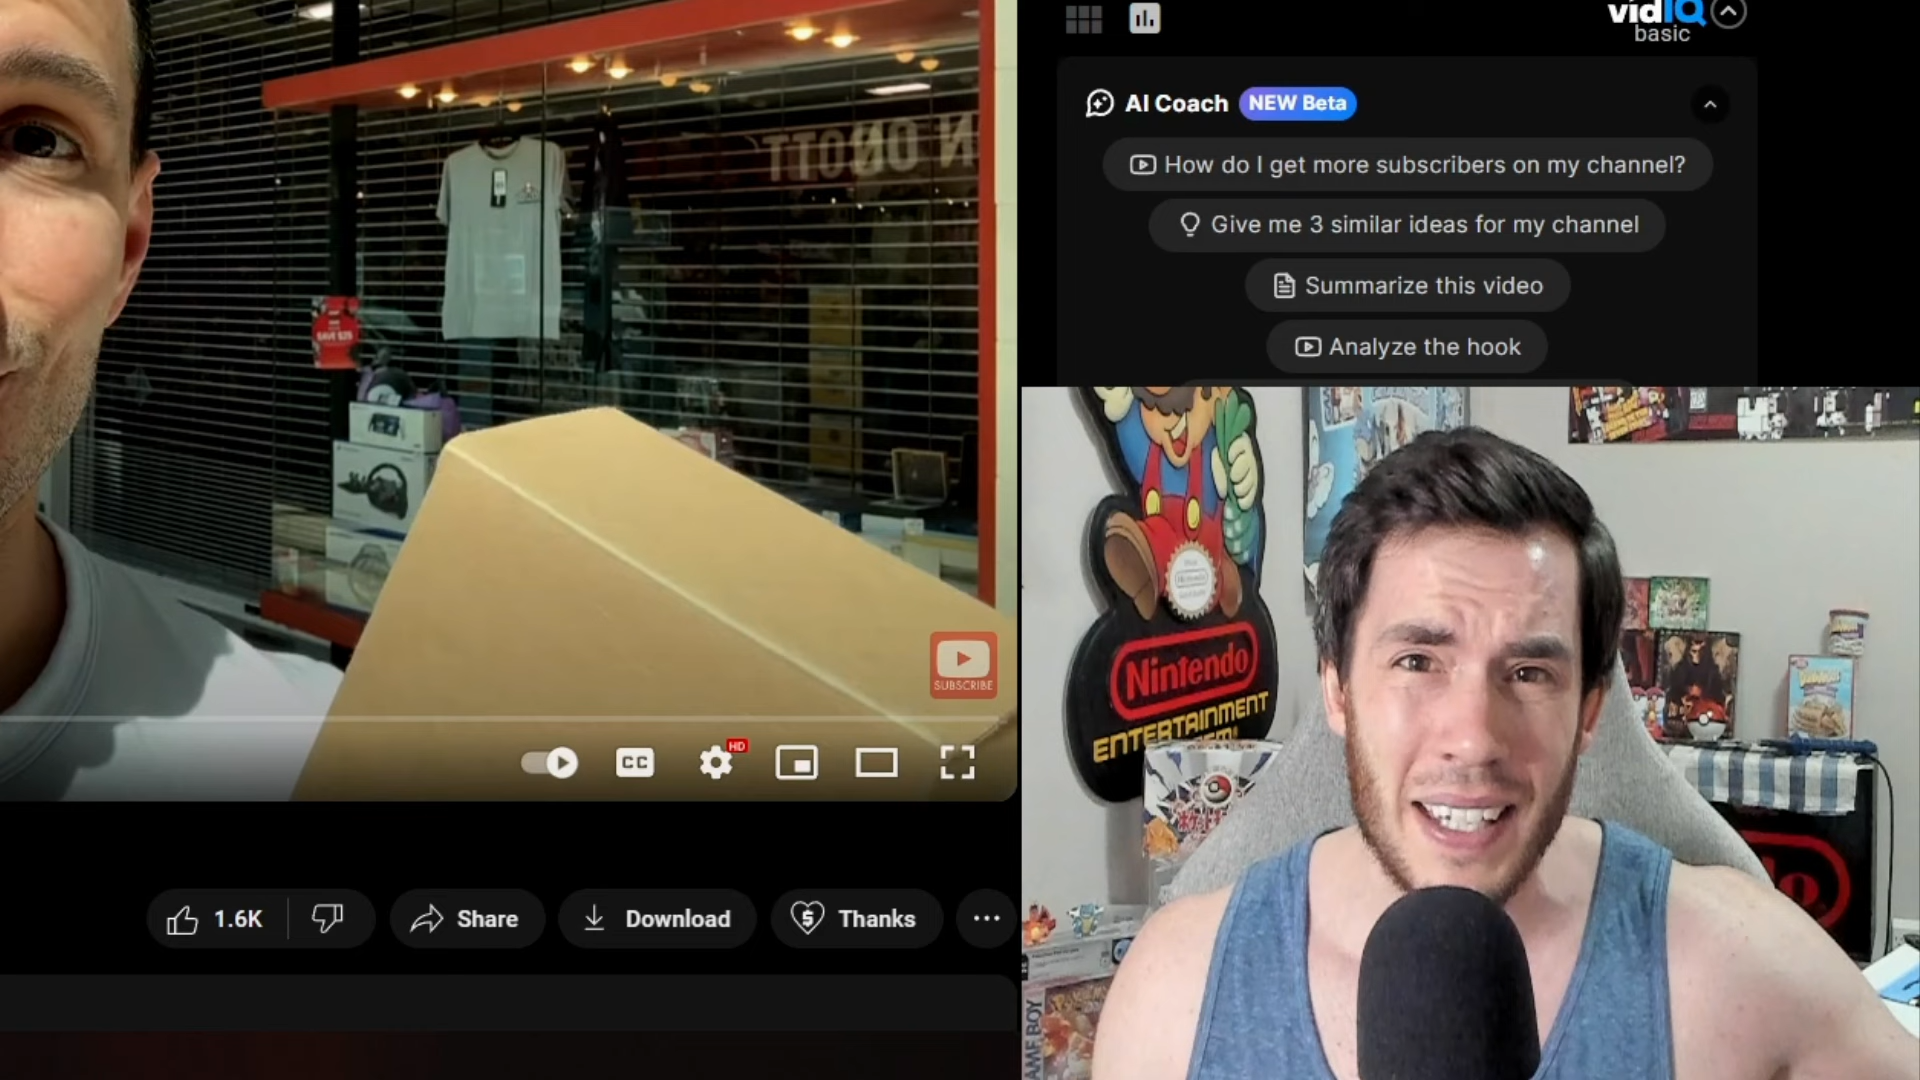 vidIQ
basic
AI Coach NEW Beta
How do I get more subscribers on my channel?
Give me 3 similar ideas for my channel
Summarize this video
Analyze the hook
SAVE $25
SUBSCRIBE
HD
CC
1.6K
Share
Download
$ Thanks
Nintendo
ENTERTAINMENT